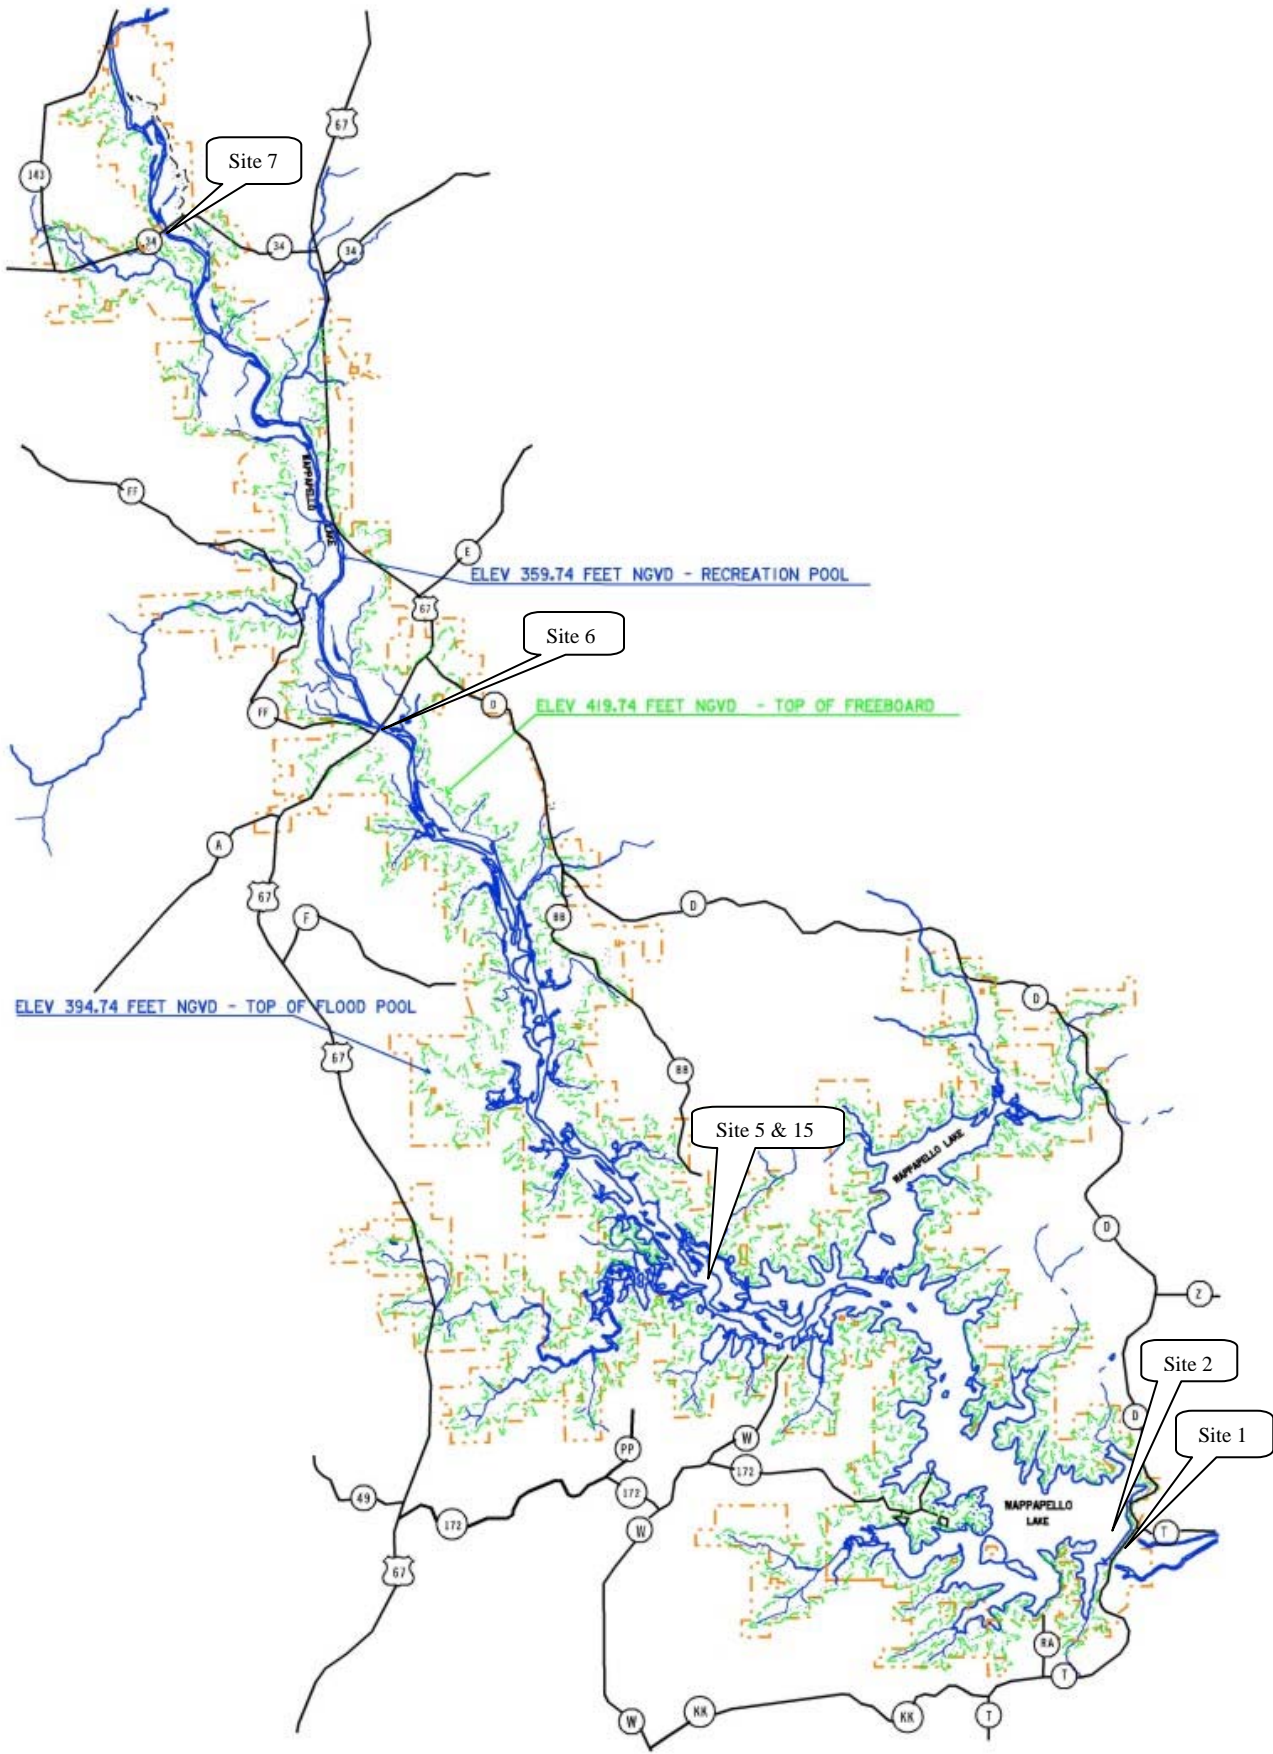 67
Site 7
143
34
34
34
FF
WAPPAPELLO
LAKE
E
ELEV 359.74 FEET NGVD - RECREATION POOL
67
Site 6
FF
D
ELEV 419.74 FEET NGVD - TOP OF FREEBOARD
A
67
F
BB
D
ELEV 394.74 FEET NGVD - TOP OF FLOOD POOL
D
67
BB
Site 5 & 15
WAPPAPELLO LAKE
D
Z
Site 2
D
Site 1
PP
W
172
49
172
172
W
WAPPAPELLO
LAKE
T
67
RA
T
W
KK
KK
T